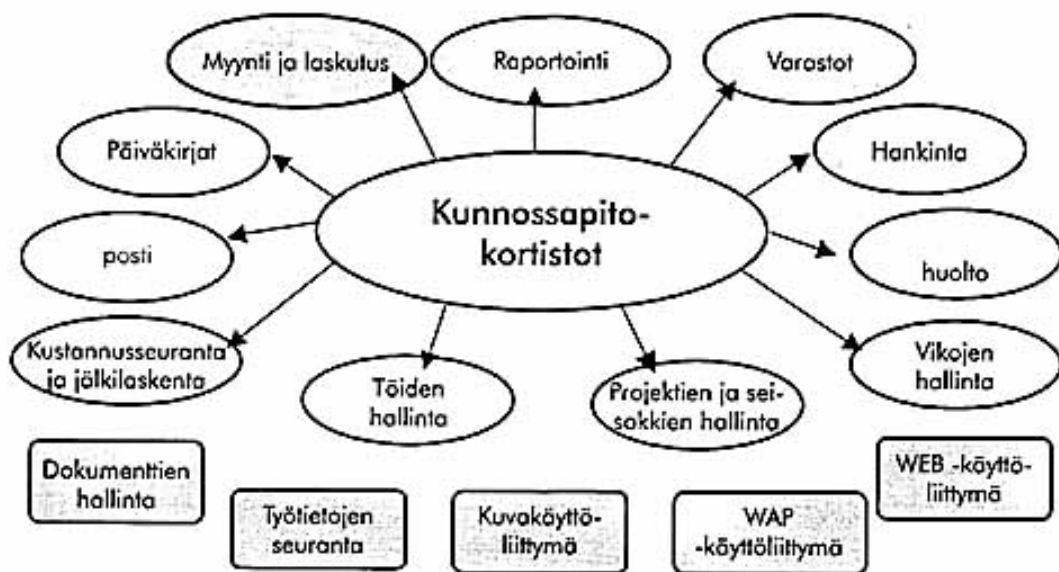 Myynti ja laskutus
Raportointi
Varastot
Päiväkirjat
Hankinta
Kunnossapito-
kortistot
posti
huolto
Kustannusseuranta
ja jälkilaskenta
Töiden
hallinta
Projektien ja sei-
sokkien hallinta
Vikojen
hallinta
Dokumenttien
hallinta
Työtietojen
seuranta
Kuvakäyttö-
liittymä
WAP
-käyttöliittymä
WEB -käyttö-
liittymä